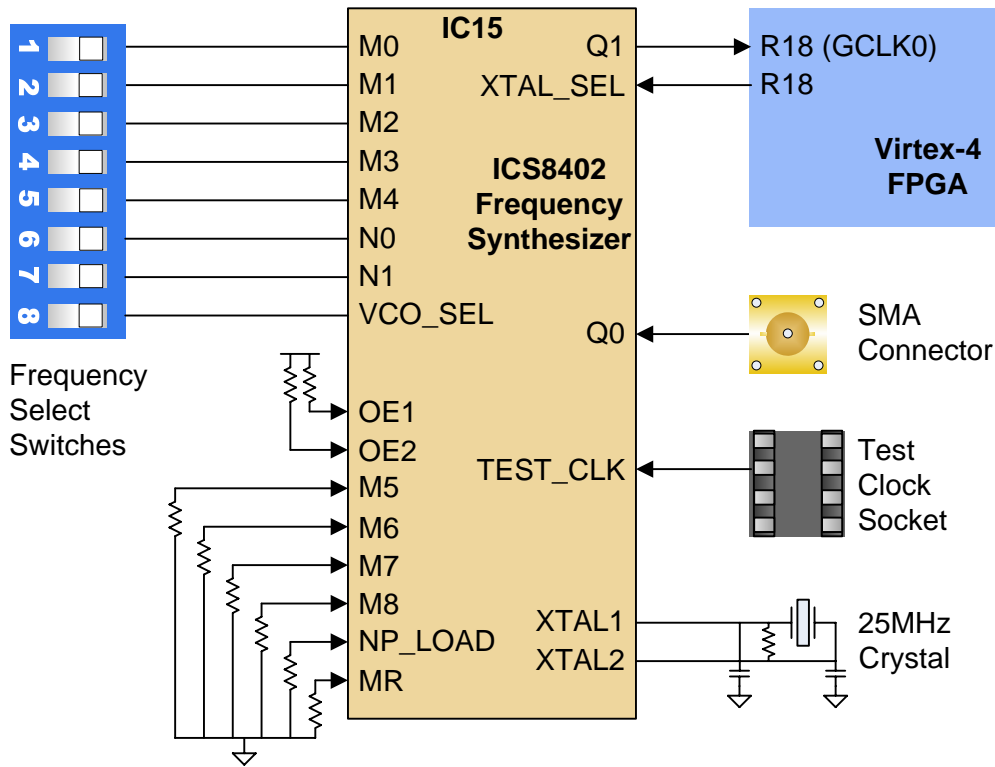 1
2
3
4
5
6
7
8
Frequency
Select
Switches
IC15
M0
M1
M2
M3
M4
N0
N1
VCO_SEL
OE1
OE2
M5
M6
M7
M8
NP_LOAD
MR
ICS8402
Frequency
Synthesizer
Q1
XTAL_SEL
Q0
TEST_CLK
XTAL1
XTAL2
R18 (GCLK0)
R18
Virtex-4
FPGA
SMA
Connector
Test
Clock
Socket
25MHz
Crystal